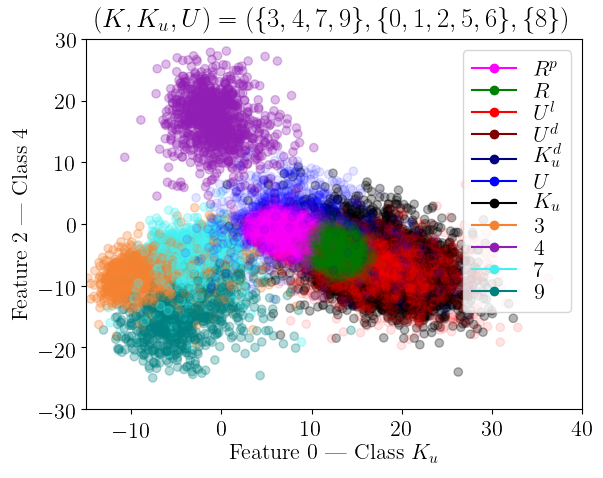 (K, K_u, U) = ({3, 4, 7, 9}, {0, 1, 2, 5, 6}, {8})
30
20
10
0
−10
−20
−30
Feature 2 — Class 4
R^p
R
U^l
U^d
K_u^d
U
K_u
3
4
7
9
−10
0
10
20
30
40
Feature 0 — Class K_u